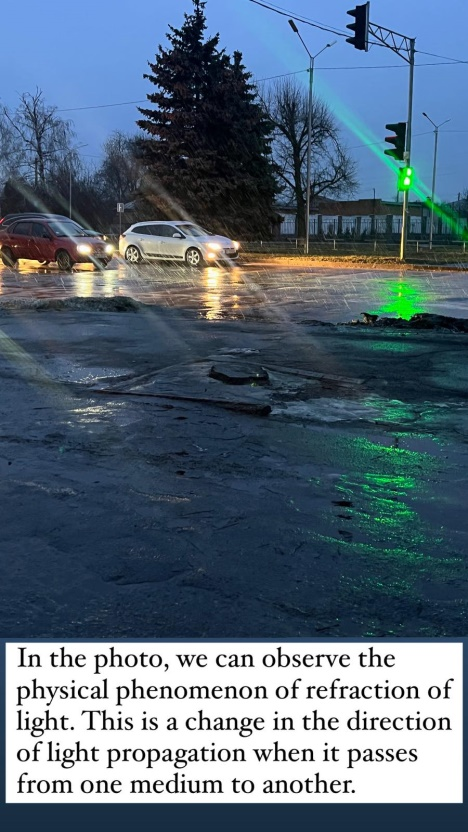 In the photo, we can observe the
physical phenomenon of refraction of
light. This is a change in the direction
of light propagation when it passes
from one medium to another.